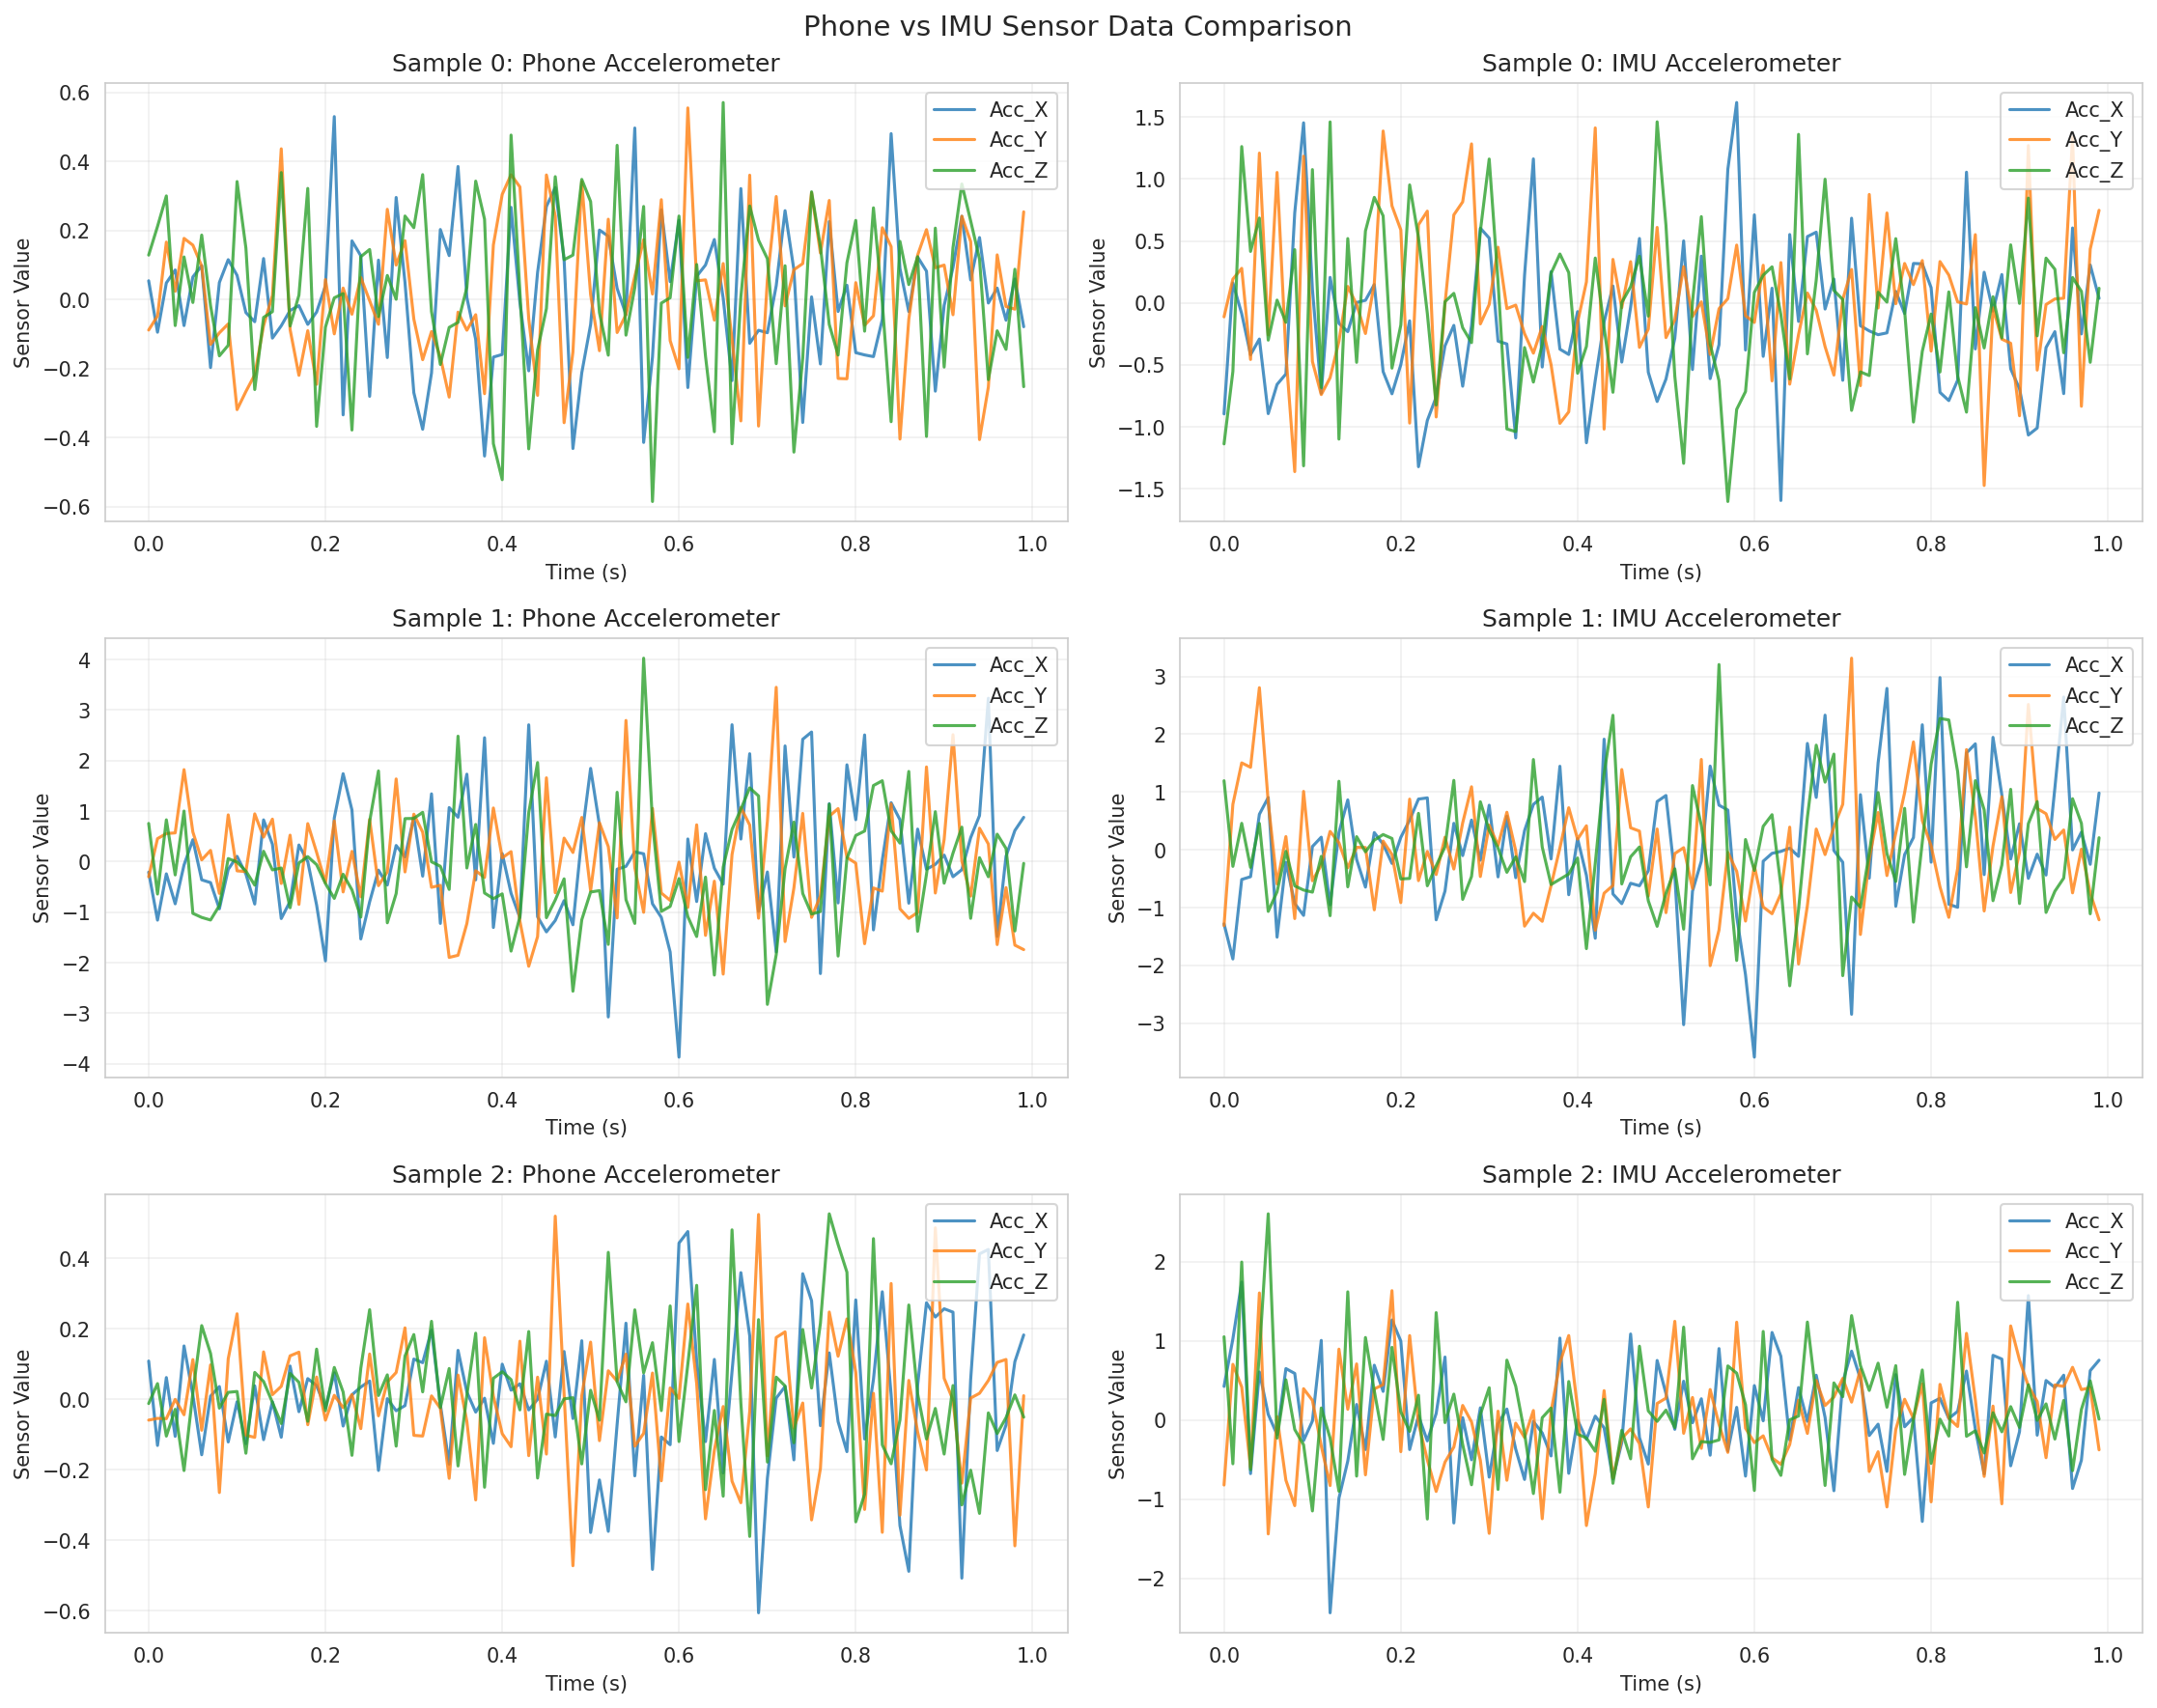 Phone vs IMU Sensor Data Comparison
Sample 0: Phone Accelerometer
Sensor Value
0.6
0.4
0.2
0.0
−0.2
−0.4
−0.6
0.0 0.2 0.4 0.6 0.8 1.0
Time (s)
Acc_X
Acc_Y
Acc_Z
Sample 0: IMU Accelerometer
Sensor Value
1.5
1.0
0.5
0.0
−0.5
−1.0
−1.5
0.0 0.2 0.4 0.6 0.8 1.0
Time (s)
Acc_X
Acc_Y
Acc_Z
Sample 1: Phone Accelerometer
Sensor Value
4
3
2
1
0
−1
−2
−3
−4
0.0 0.2 0.4 0.6 0.8 1.0
Time (s)
Acc_X
Acc_Y
Acc_Z
Sample 1: IMU Accelerometer
Sensor Value
3
2
1
0
−1
−2
−3
0.0 0.2 0.4 0.6 0.8 1.0
Time (s)
Acc_X
Acc_Y
Acc_Z
Sample 2: Phone Accelerometer
Sensor Value
0.4
0.2
0.0
−0.2
−0.4
−0.6
0.0 0.2 0.4 0.6 0.8 1.0
Time (s)
Acc_X
Acc_Y
Acc_Z
Sample 2: IMU Accelerometer
Sensor Value
2
1
0
−1
−2
0.0 0.2 0.4 0.6 0.8 1.0
Time (s)
Acc_X
Acc_Y
Acc_Z